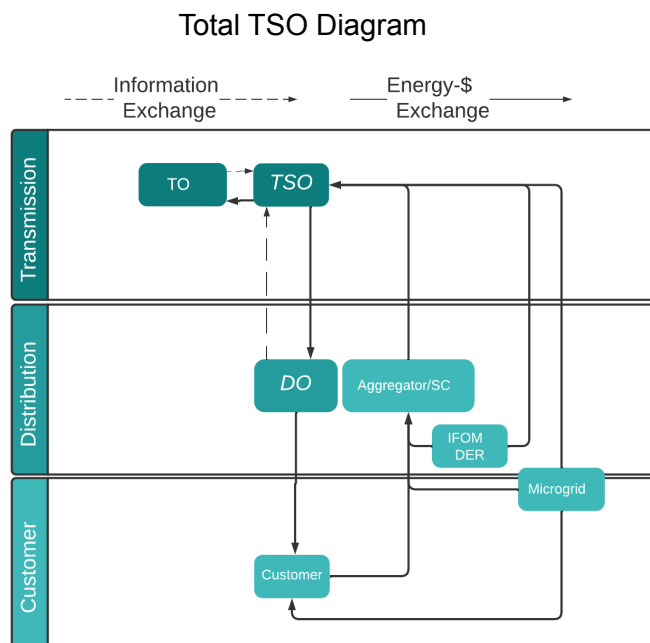 Total TSO Diagram
Information
Exchange
Energy-$
Exchange
Transmission
TO
TSO
Distribution
DO
Aggregator/SC
IFOM
DER
Microgrid
Customer
Customer